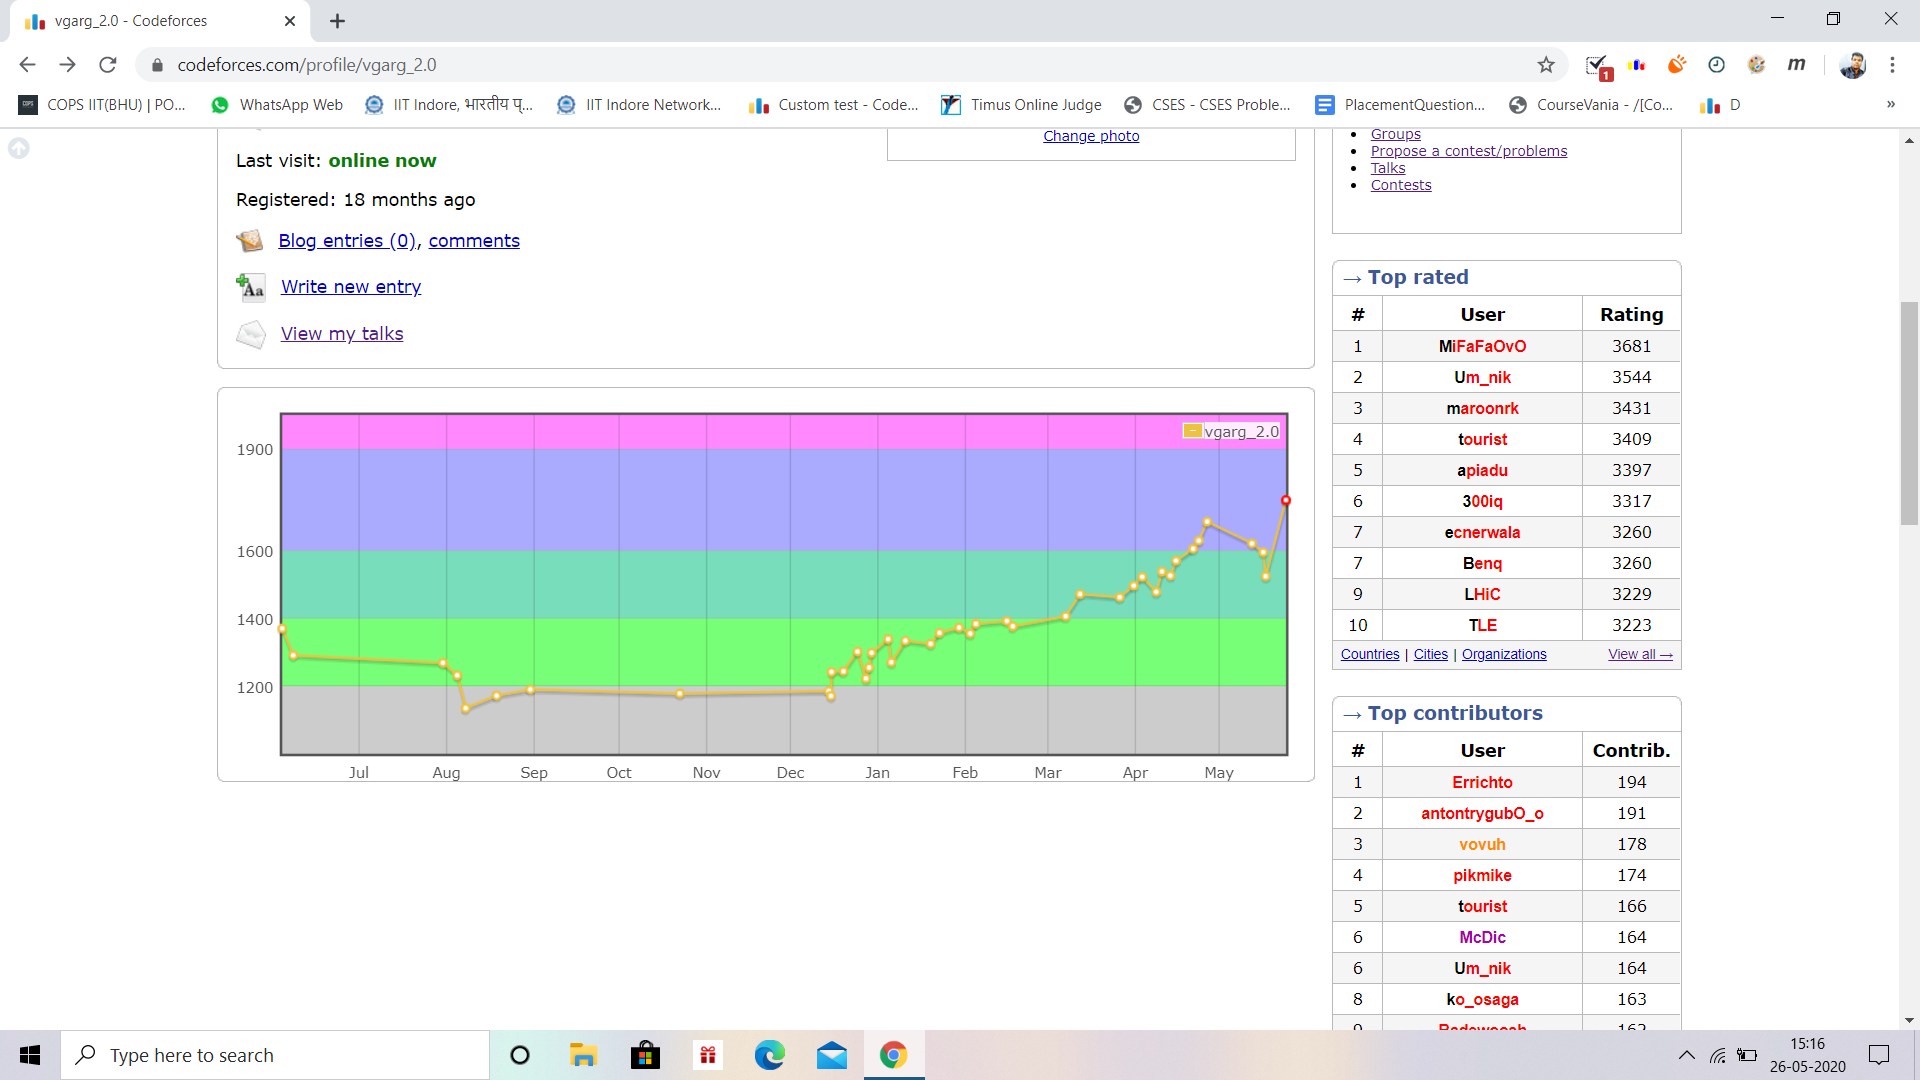 vgarg_2.0 - Codeforces
codeforces.com/profile/vgarg_2.0
1
m
COPS IIT(BHU) | PO...
WhatsApp Web
IIT Indore, भारतीय प्...
IIT Indore Network...
Custom test - Code...
Timus Online Judge
CSES - CSES Proble...
PlacementQuestion...
CourseVania - /[Co...
D
»
Change photo
Last visit: online now
Registered: 18 months ago
Blog entries (0), comments
Write new entry
View my talks
Groups
Propose a contest/problems
Talks
Contests
vgarg_2.0
1900
1600
1400
1200
Jul Aug Sep Oct Nov Dec Jan Feb Mar Apr May
→ Top rated
# User Rating
1 MiFaFaOvO 3681
2 Um_nik 3544
3 maroonrk 3431
4 tourist 3409
5 apiadu 3397
6 300iq 3317
7 ecnerwala 3260
7 Benq 3260
9 LHiC 3229
10 TLE 3223
Countries | Cities | Organizations View all →
→ Top contributors
# User Contrib.
1 Errichto 194
2 antontrygubO_o 191
3 vovuh 178
4 pikmike 174
5 tourist 166
6 McDic 164
6 Um_nik 164
8 ko_osaga 163
Type here to search
15:16
26-05-2020